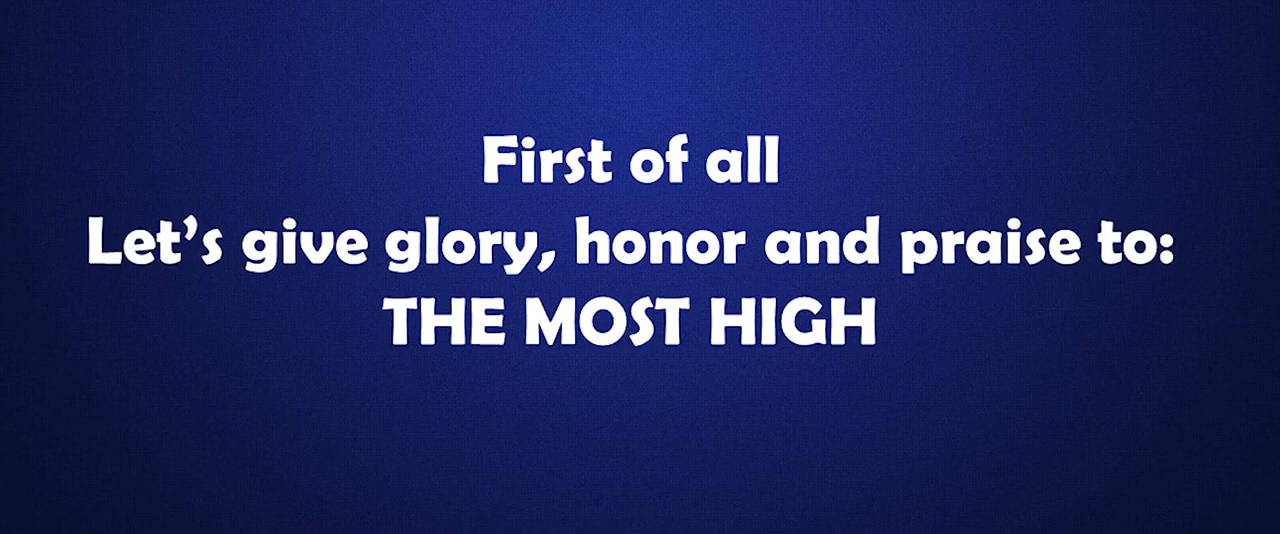 First of all
Let’s give glory, honor and praise to:
THE MOST HIGH